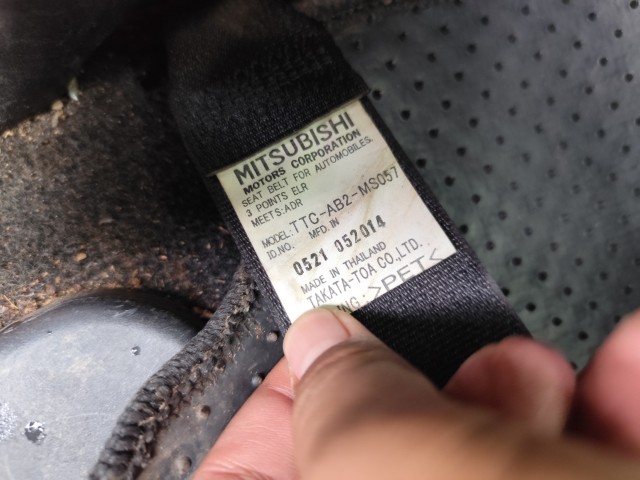 MITSUBISHI
MOTORS CORPORATION
SEAT BELT FOR AUTOMOBILES.
3 POINTS ELR
MEETS:ADR
MODEL:TTC-AB2-MS057
ID.NO. MFD.IN
0521 052014
MADE IN THAILAND
TAKATA-TOA CO.,LTD.
>PET<